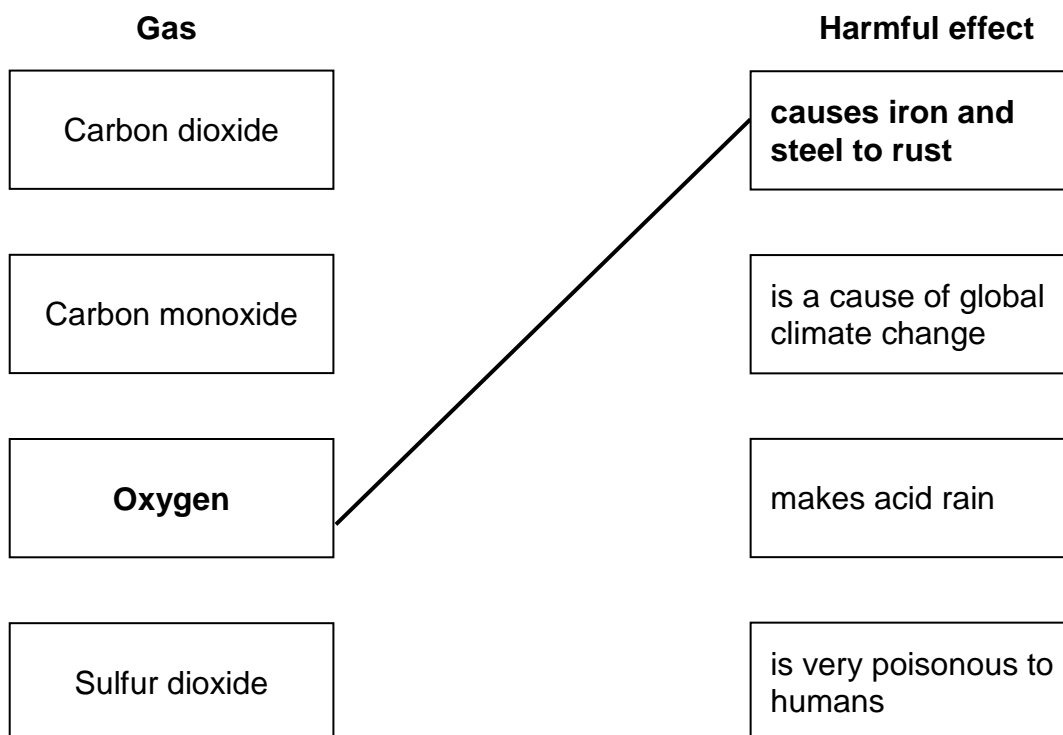 Gas
Harmful effect
Carbon dioxide
causes iron and
steel to rust
Carbon monoxide
is a cause of global
climate change
Oxygen
makes acid rain
Sulfur dioxide
is very poisonous to
humans